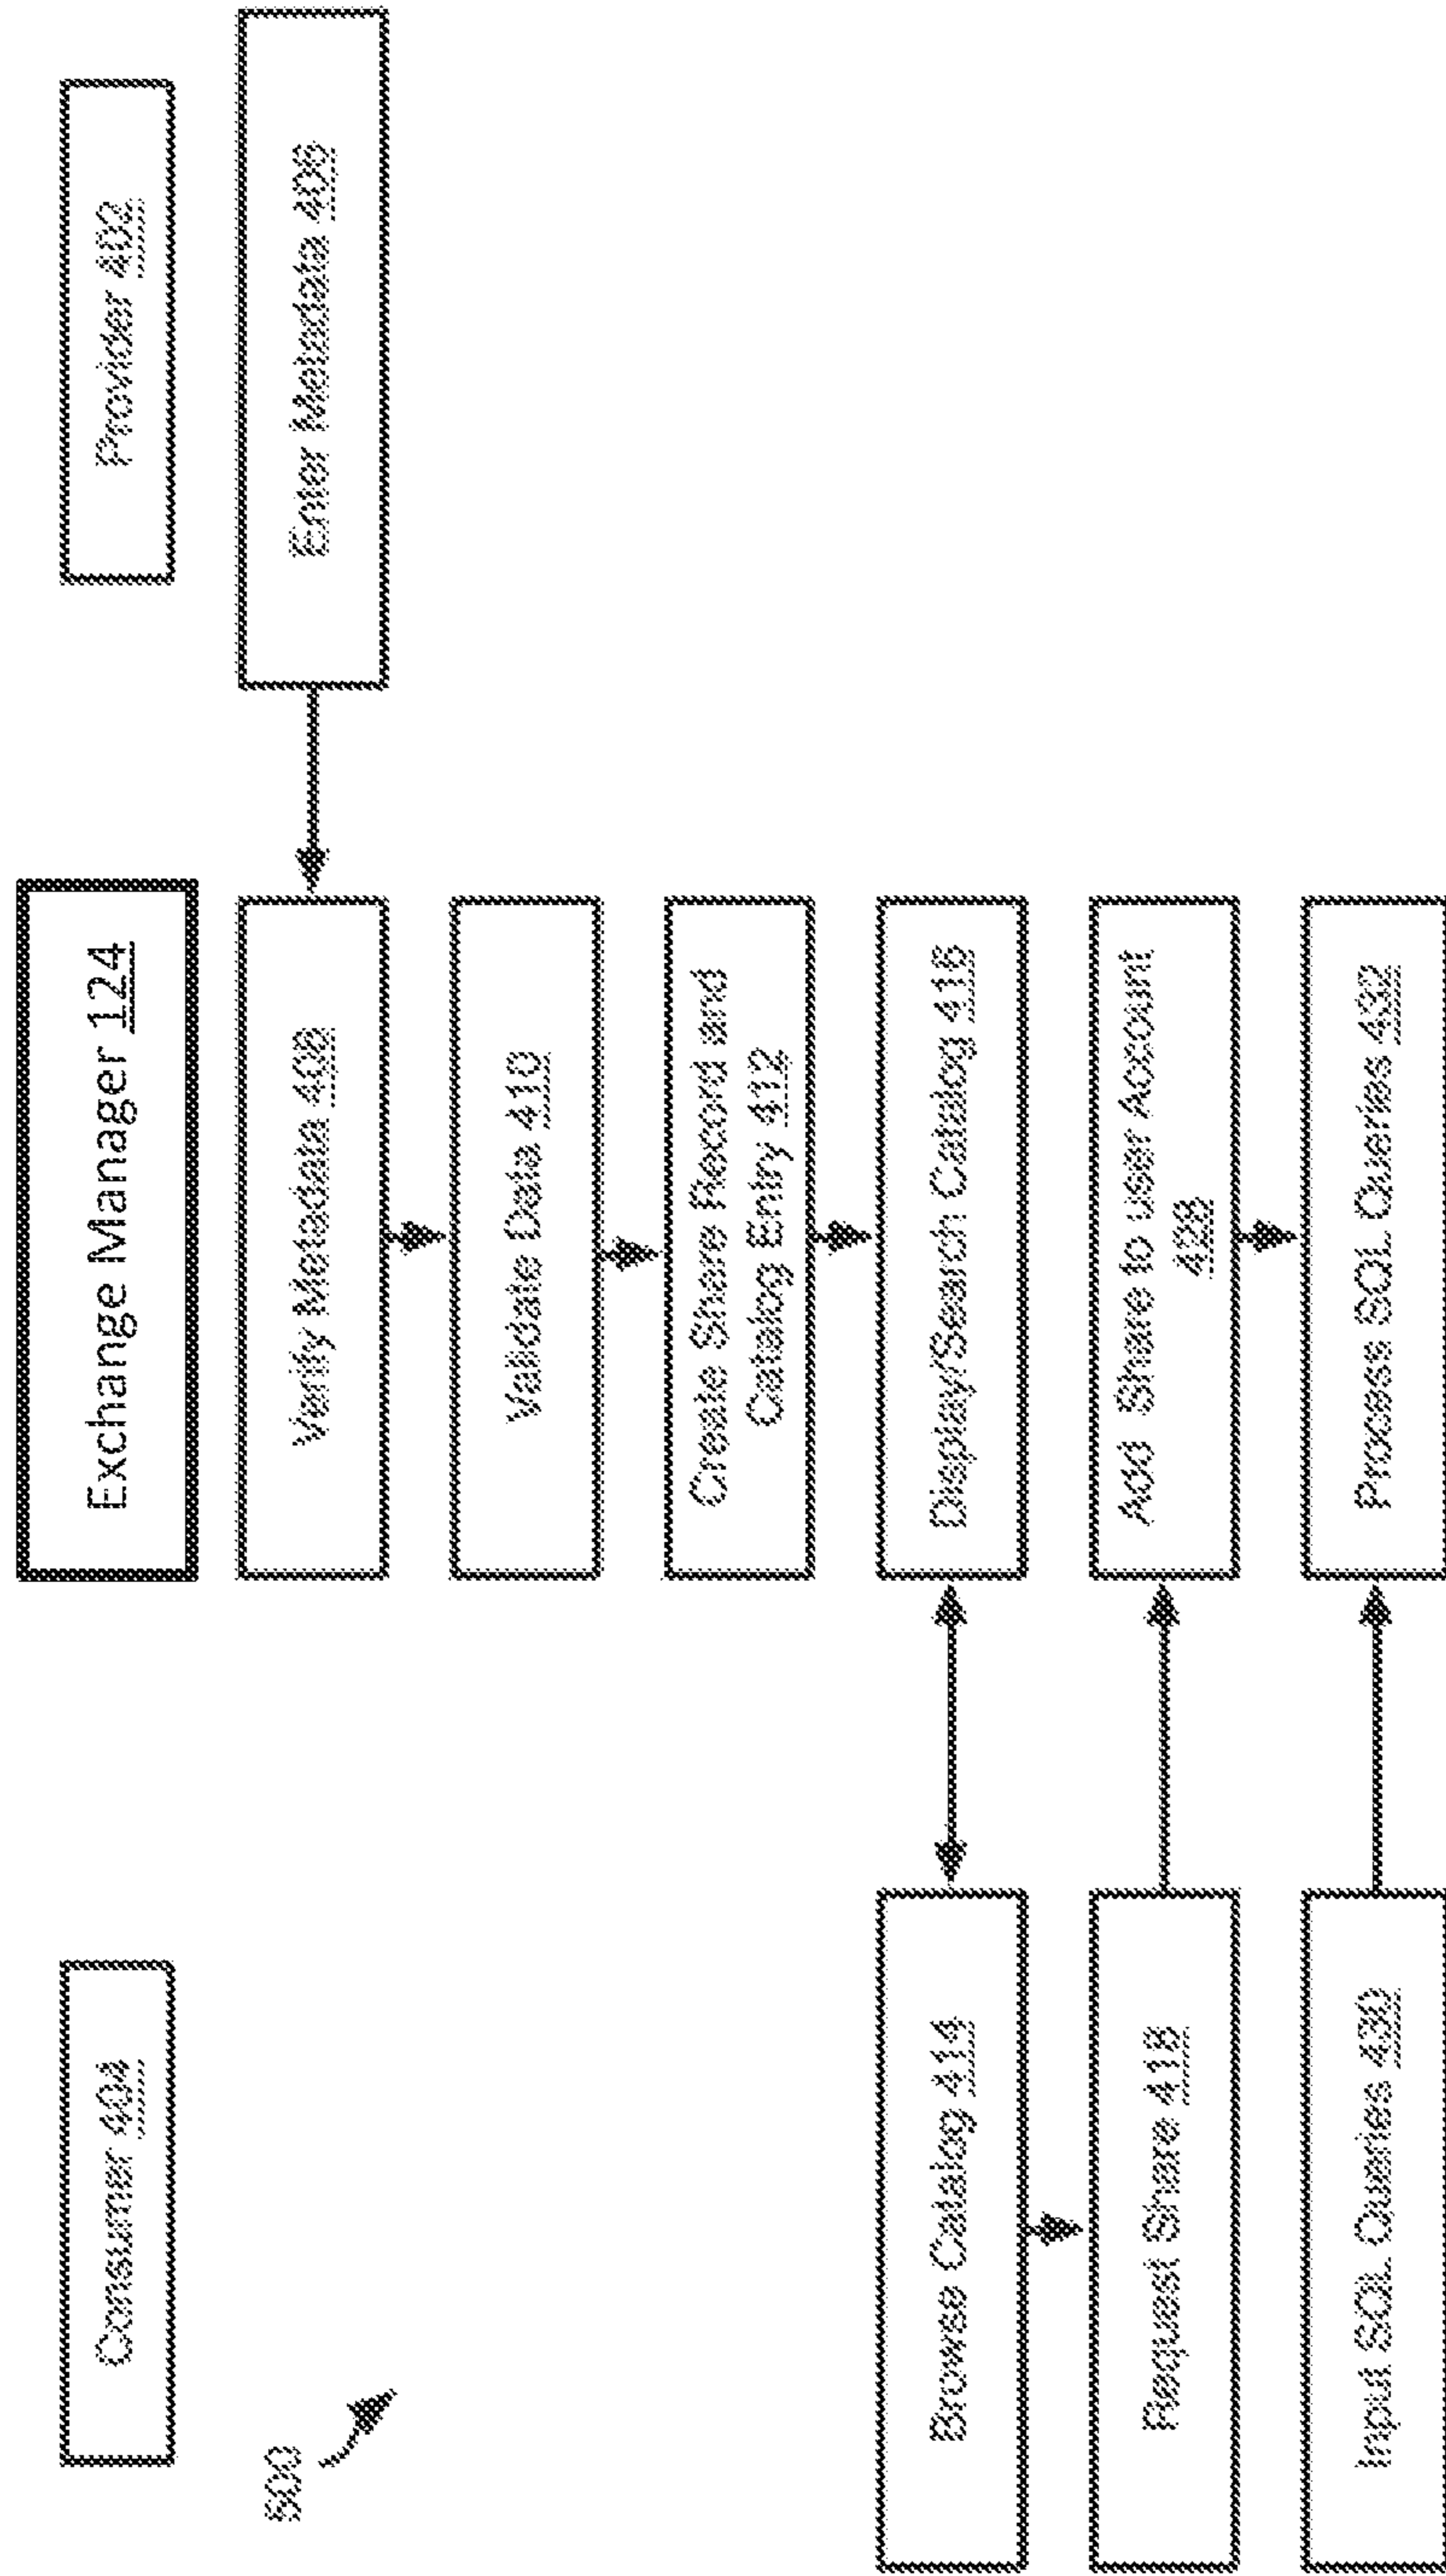 500
Consumer 404
Exchange Manager 124
Provider 402
Verify Metadata 408
Enter Metadata 406
Validate Data 410
Create Share Record and
Catalog Entry 412
Browse Catalog 414
Display/Search Catalog 416
Request Share 418
Add Share to user Account
428
Input SQL Queries 430
Process SQL Queries 432